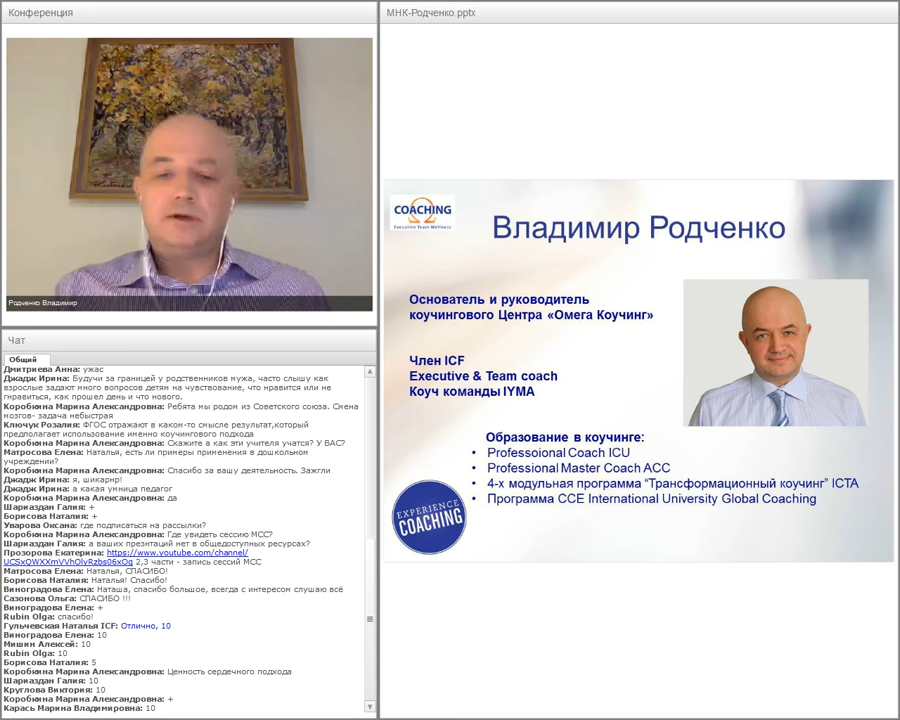 Конференция
Родченко Владимир
Чат
Общий
Дмитриева Анна: ужас
Джадж Ирина: Будучи за границей у родственников мужа, часто слышу как
взрослые задают много вопросов детям на чувствование, что нравится или не
гнравиться, как прошел день и что нового.
Коробкина Марина Александровна: Ребята мы родом из Советского союза. Смена
мозгов- задача небыстрая
Ключук Розалия: ФГОС отражают в каком-то смысле результат,который
предполагает использование именно коучингового подхода
Коробкина Марина Александровна: Скажите а как эти учителя учатся? У ВАС?
Матросова Елена: Наталья, есть ли примеры применения в дошкольном
учреждении?
Коробкина Марина Александровна: Спасибо за вашу деятельность. Зажгли
Джадж Ирина: я, шикарнр!
Джадж Ирина: а какая умница педагог
Коробкина Марина Александровна: да
Шариаздан Галия: +
Борисова Наталия: +
Уварова Оксана: где подписаться на рассылки?
Коробкина Марина Александровна: Где увидеть сессию МСС?
Шариаздан Галия: а ваших презнтаций нет в общедоступных ресурсах?
Прозорова Екатерина: https://www.youtube.com/channel/
UCSxQWXXmVVhOlvRzbs06xOg 2,3 части - запись сессий МСС
Матросова Елена: Наталья, СПАСИБО!
Борисова Наталия: Наталья! Спасибо!
Виноградова Елена: Наташа, спасибо большое, всегда с интересом слушаю всё
Сазонова Ольга: СПАСИБО !!!
Виноградова Елена: +
Rubin Olga: спасибо!
Гульчевская Наталья ICF: Отлично, 10
Виноградова Елена: 10
Мишин Алексей: 10
Rubin Olga: 10
Борисова Наталия: 5
Коробкина Марина Александровна: Ценность сердечного подхода
Шариаздан Галия: 10
Круглова Виктория: 10
Коробкина Марина Александровна: +
Карась Марина Владимировна: 10
МНК-Родченко.pptx
COACHING
Executive Team Wellness
Владимир Родченко
Основатель и руководитель
коучингового Центра «Омега Коучинг»
Член ICF
Executive & Team coach
Коуч команды IYMA
Образование в коучинге:
• Professoional Coach ICU
• Professional Master Coach ACC
• 4-х модульная программа “Трансформационный коучинг” ICTA
• Программа CCE International University Global Coaching
EXPERIENCE
COACHING